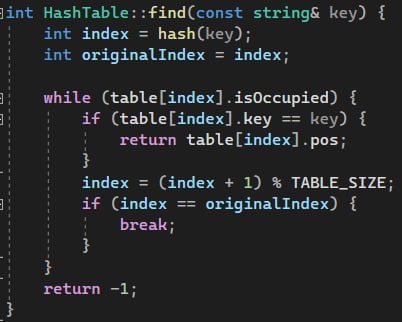 int HashTable::find(const string& key) {
    int index = hash(key);
    int originalIndex = index;

    while (table[index].isOccupied) {
        if (table[index].key == key) {
            return table[index].pos;
        }
        index = (index + 1) % TABLE_SIZE;
        if (index == originalIndex) {
            break;
        }
    }
    return -1;
}